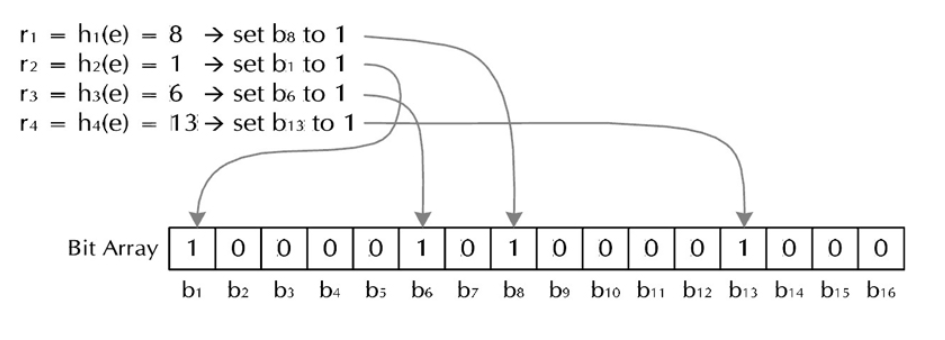 r₁ = h₁(e) = 8 → set b₈ to 1
r₂ = h₂(e) = 1 → set b₁ to 1
r₃ = h₃(e) = 6 → set b₆ to 1
r₄ = h₄(e) = 13 → set b₁₃ to 1
Bit Array 1 0 0 0 0 1 0 1 0 0 0 0 1 0 0 0
b₁ b₂ b₃ b₄ b₅ b₆ b₇ b₈ b₉ b₁₀ b₁₁ b₁₂ b₁₃ b₁₄ b₁₅ b₁₆